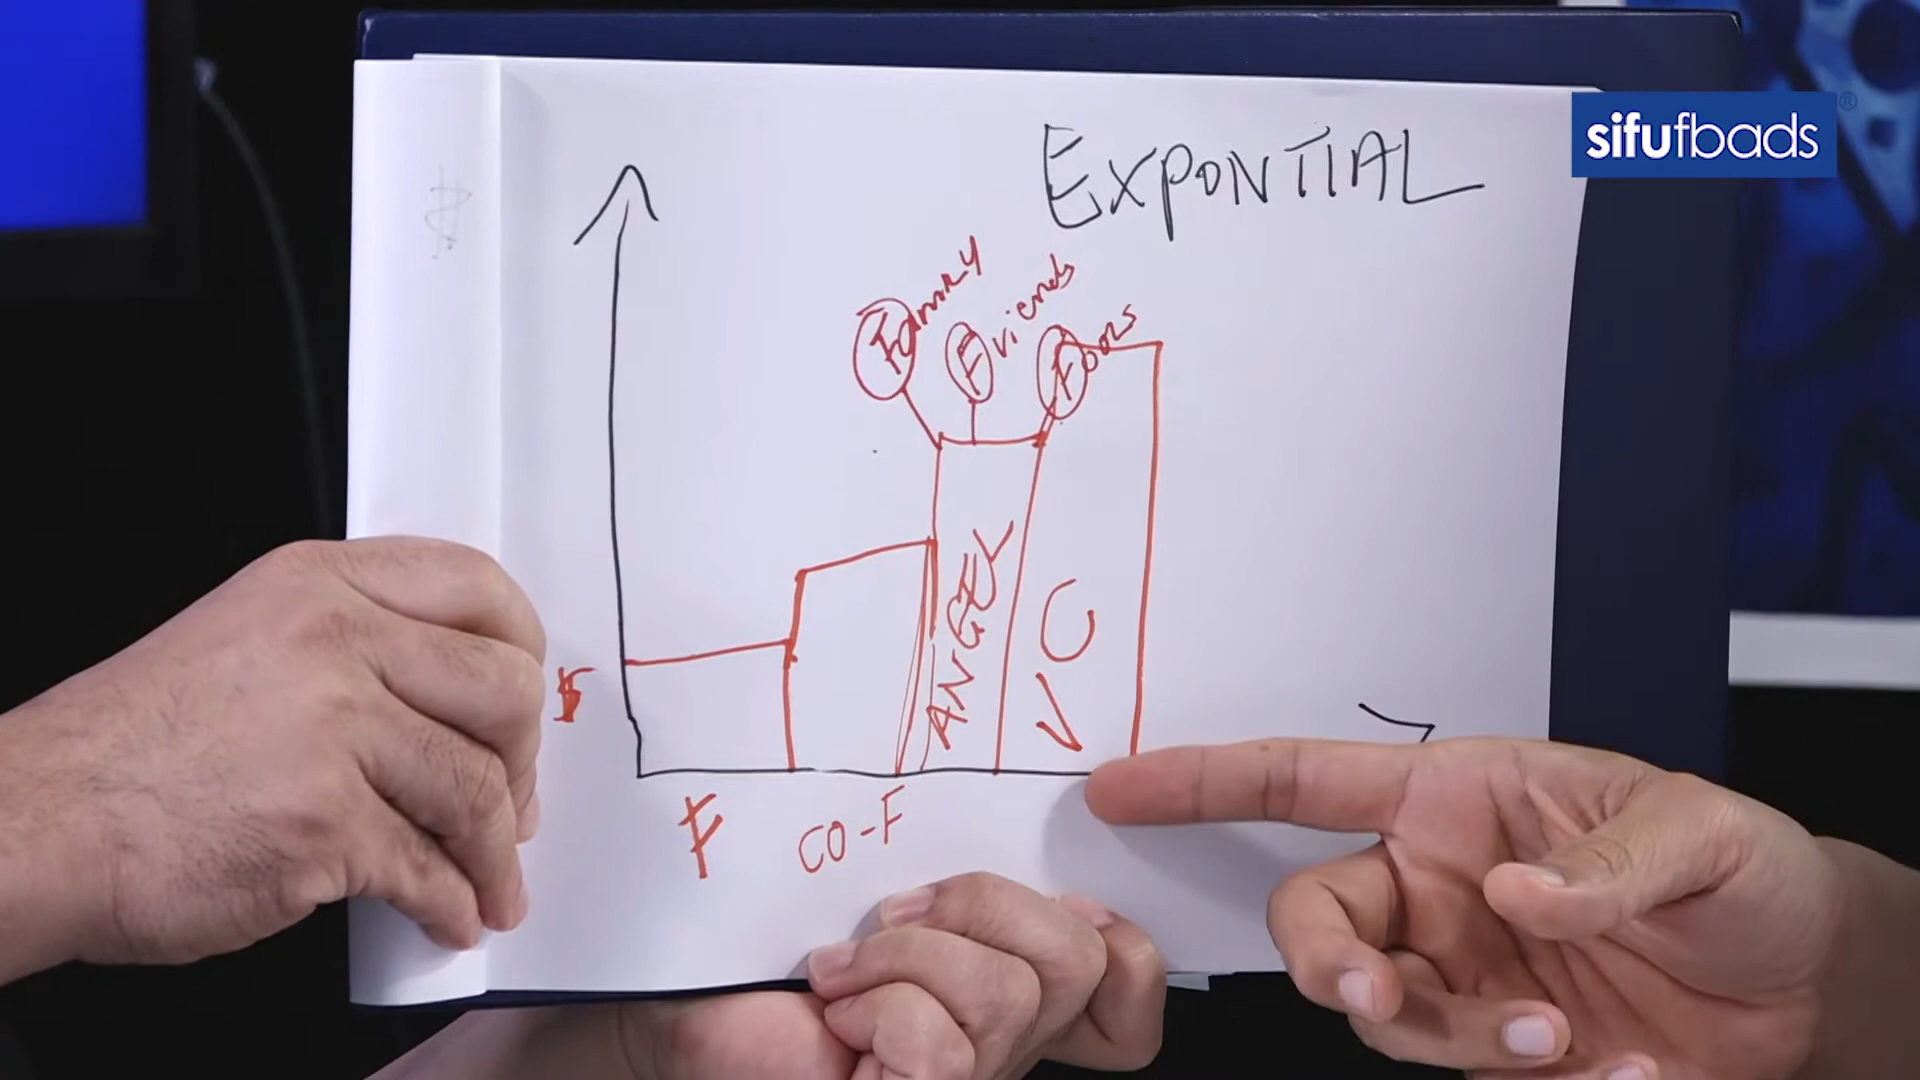 sifufbads
EXPONTIAL
Family
Friends
Fools
ANGEL
VC
$
F
CO-F